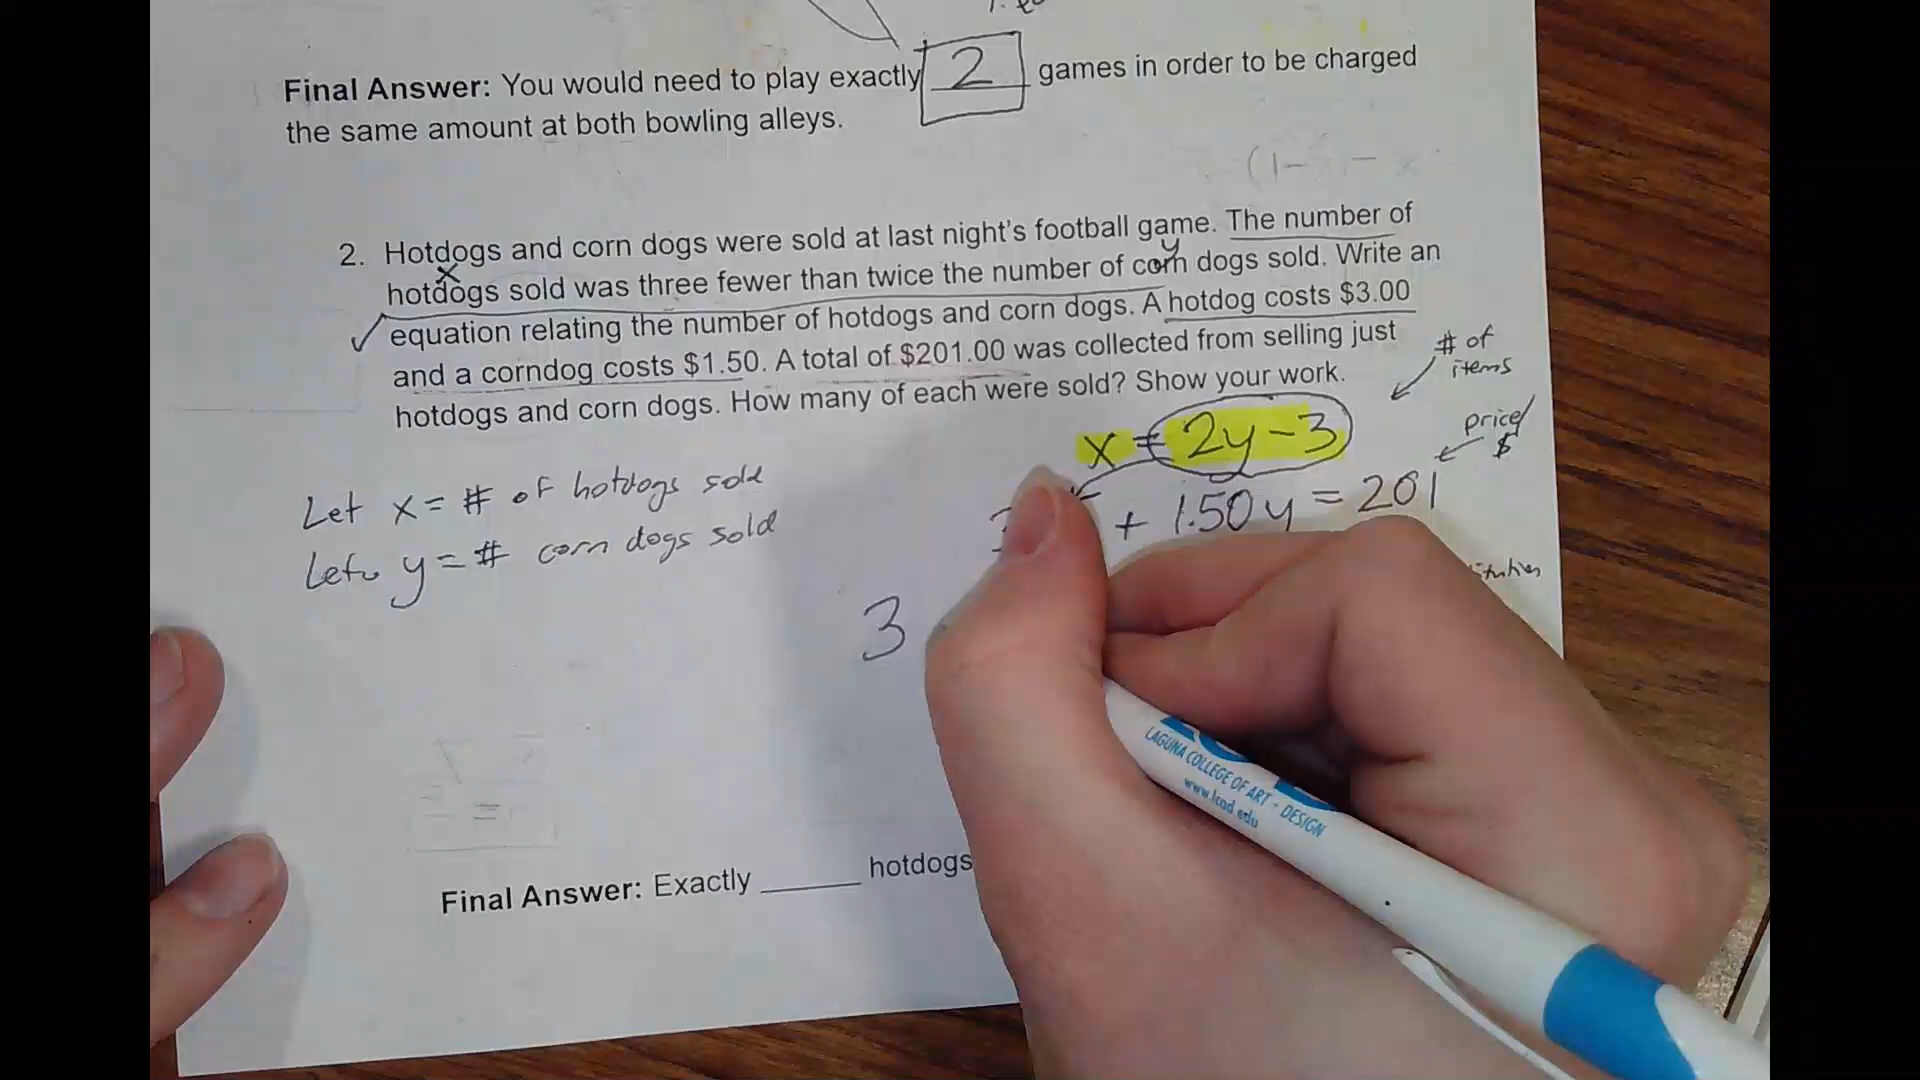 Final Answer: You would need to play exactly 2 games in order to be charged
the same amount at both bowling alleys.
(1-
2. Hotdogs and corn dogs were sold at last night's football game. The number of
x y
hotdogs sold was three fewer than twice the number of corn dogs sold. Write an
equation relating the number of hotdogs and corn dogs. A hotdog costs $3.00
and a corndog costs $1.50. A total of $201.00 was collected from selling just
hotdogs and corn dogs. How many of each were sold? Show your work.
# of
items
x = 2y-3
price/
$
Let x = # of hotdogs sold
+ 1.50y = 201
Let y = # corn dogs sold
3
LAGUNA COLLEGE OF ART - DESIGN
www.lcad.edu
Final Answer: Exactly ______ hotdogs